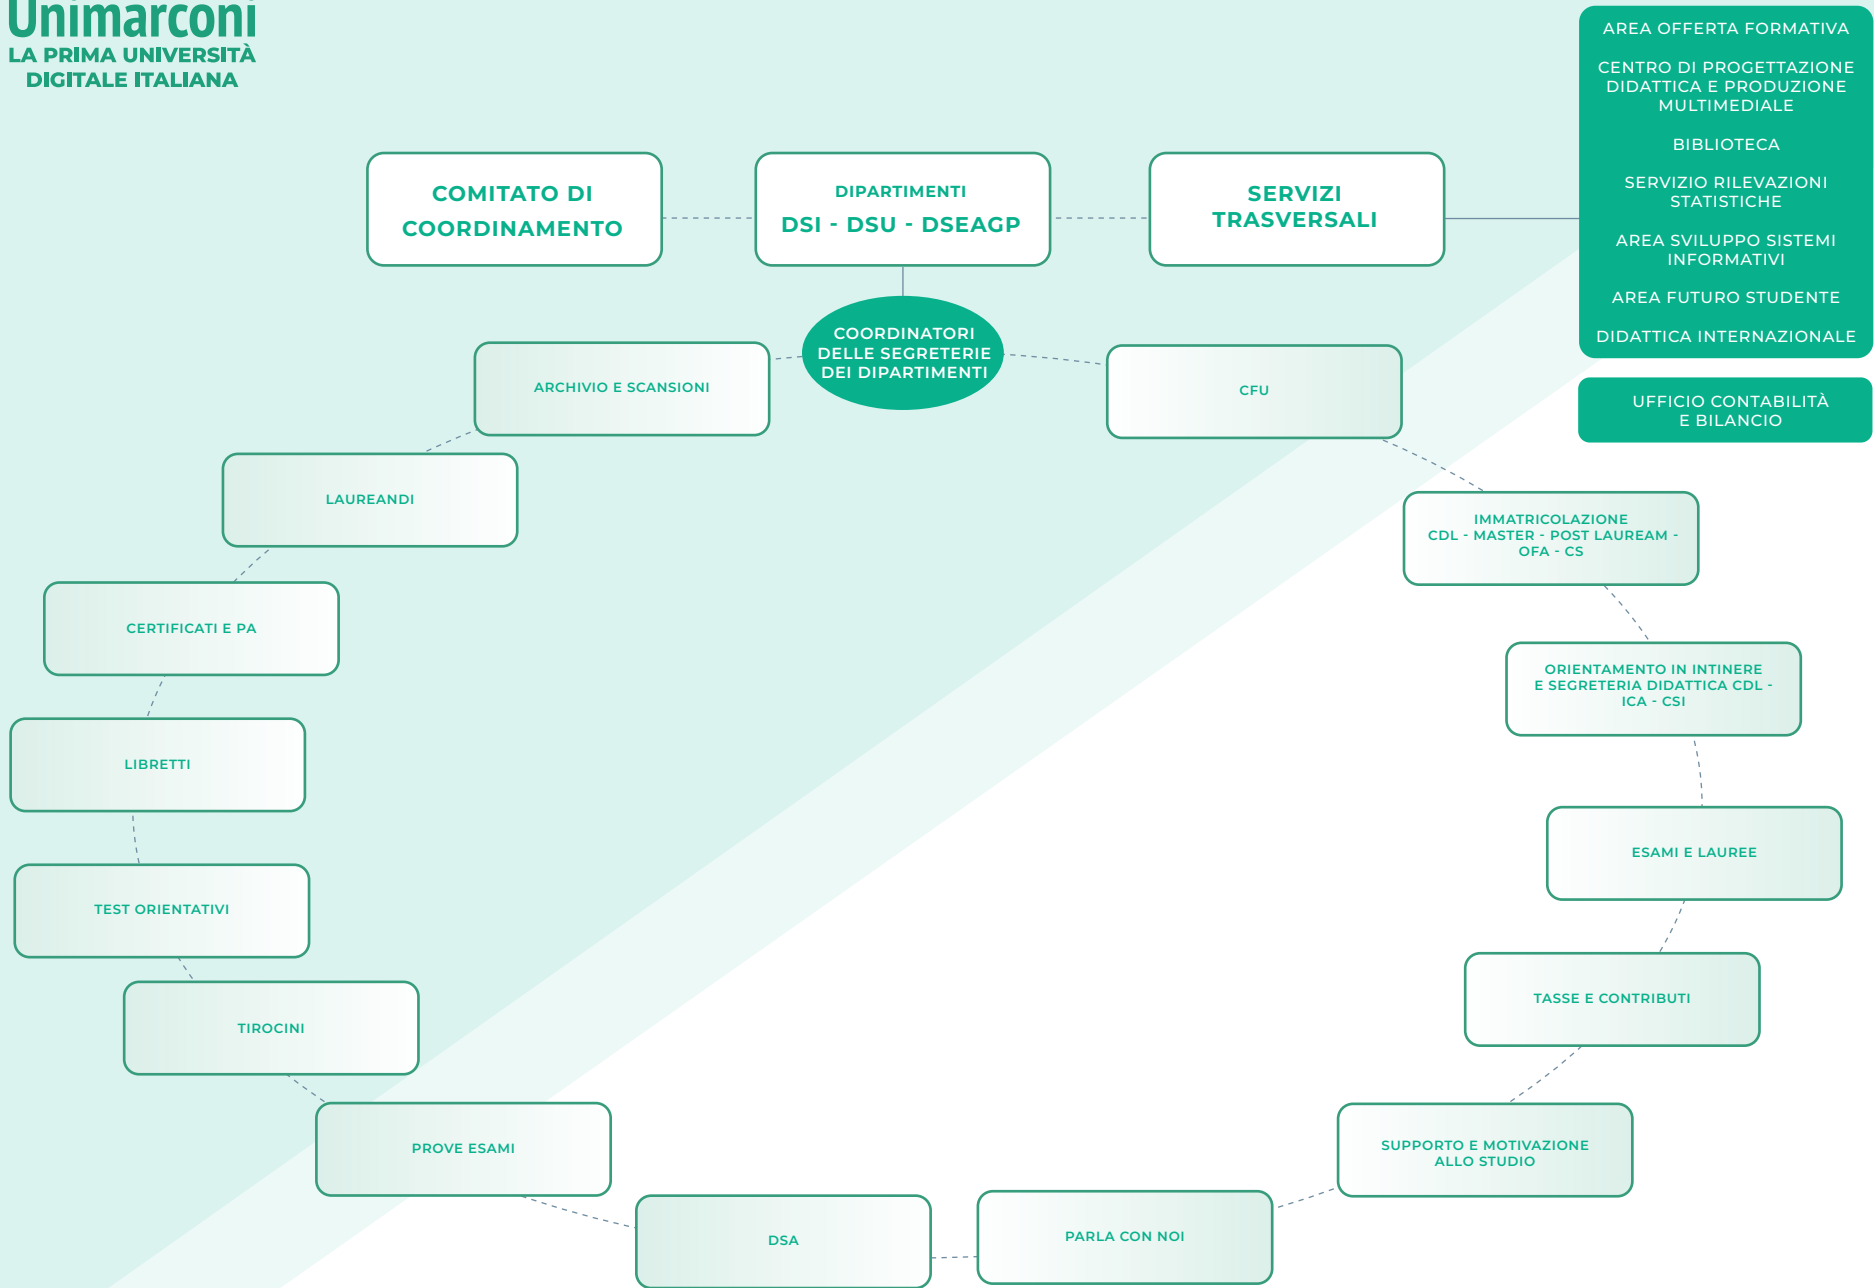 Unimarconi
LA PRIMA UNIVERSITÀ
DIGITALE ITALIANA
AREA OFFERTA FORMATIVA
CENTRO DI PROGETTAZIONE
DIDATTICA E PRODUZIONE
MULTIMEDIALE
BIBLIOTECA
SERVIZIO RILEVAZIONI
STATISTICHE
AREA SVILUPPO SISTEMI
INFORMATIVI
AREA FUTURO STUDENTE
DIDATTICA INTERNAZIONALE
UFFICIO CONTABILITÀ
E BILANCIO
COMITATO DI
COORDINAMENTO
DIPARTIMENTI
DSI - DSU - DSEAGP
SERVIZI
TRASVERSALI
COORDINATORI
DELLE SEGRETERIE
DEI DIPARTIMENTI
ARCHIVIO E SCANSIONI
CFU
LAUREANDI
IMMATRICOLAZIONE
CDL - MASTER - POST LAUREAM -
OFA - CS
CERTIFICATI E PA
ORIENTAMENTO IN INTINERE
E SEGRETERIA DIDATTICA CDL -
ICA - CSI
LIBRETTI
ESAMI E LAUREE
TEST ORIENTATIVI
TASSE E CONTRIBUTI
TIROCINI
PROVE ESAMI
SUPPORTO E MOTIVAZIONE
ALLO STUDIO
DSA
PARLA CON NOI